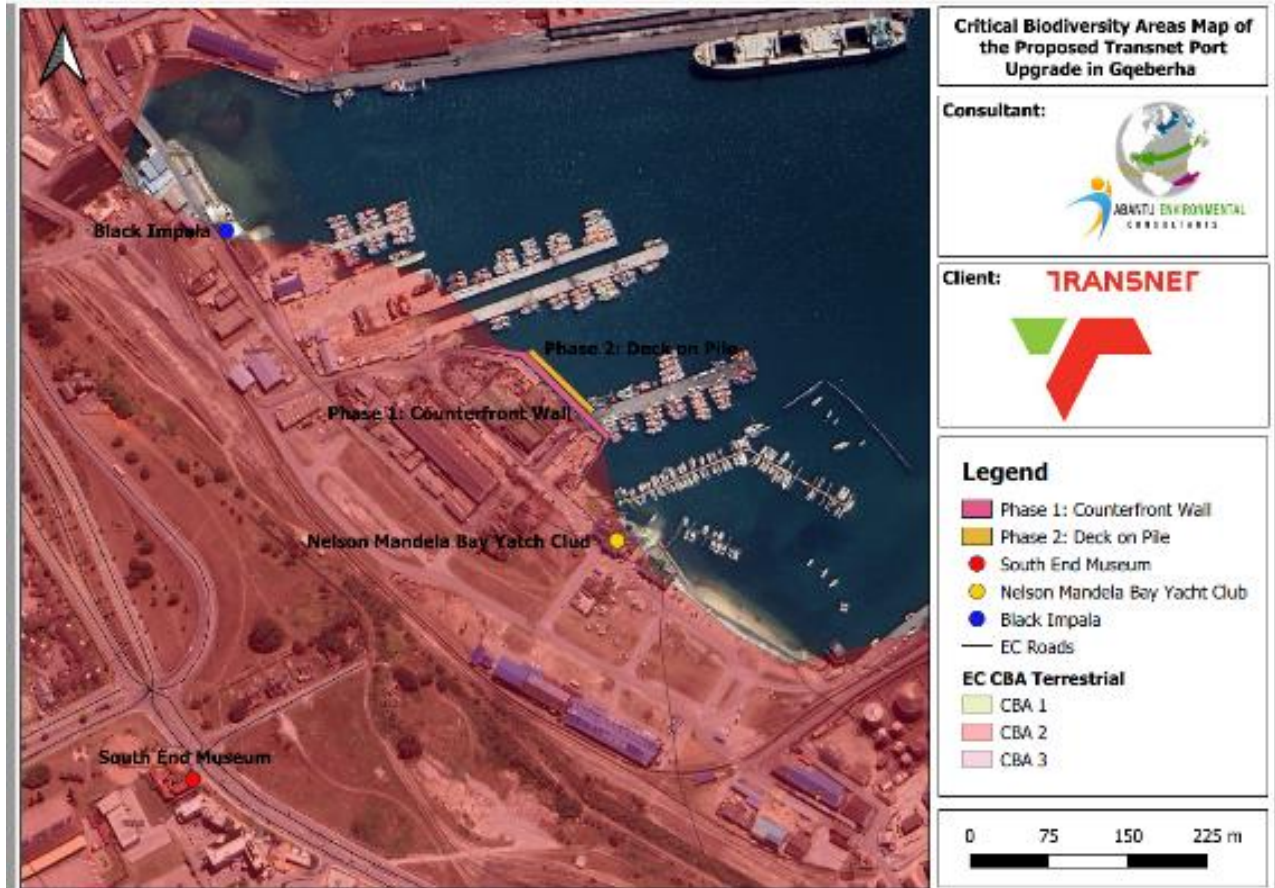 Critical Biodiversity Areas Map of
the Proposed Transnet Port
Upgrade in Gqeberha
Consultant:
ABANTU ENVIRONMENTAL
CONSULTANTS
Client:
TRANSNET
Black Impala
Phase 2: Deck on Pile
Phase 1: Counterfront Wall
Nelson Mandela Bay Yatch Clud
South End Museum
Legend
Phase 1: Counterfront Wall
Phase 2: Deck on Pile
South End Museum
Nelson Mandela Bay Yacht Club
Black Impala
EC Roads
EC CBA Terrestrial
CBA 1
CBA 2
CBA 3
0 75 150 225 m